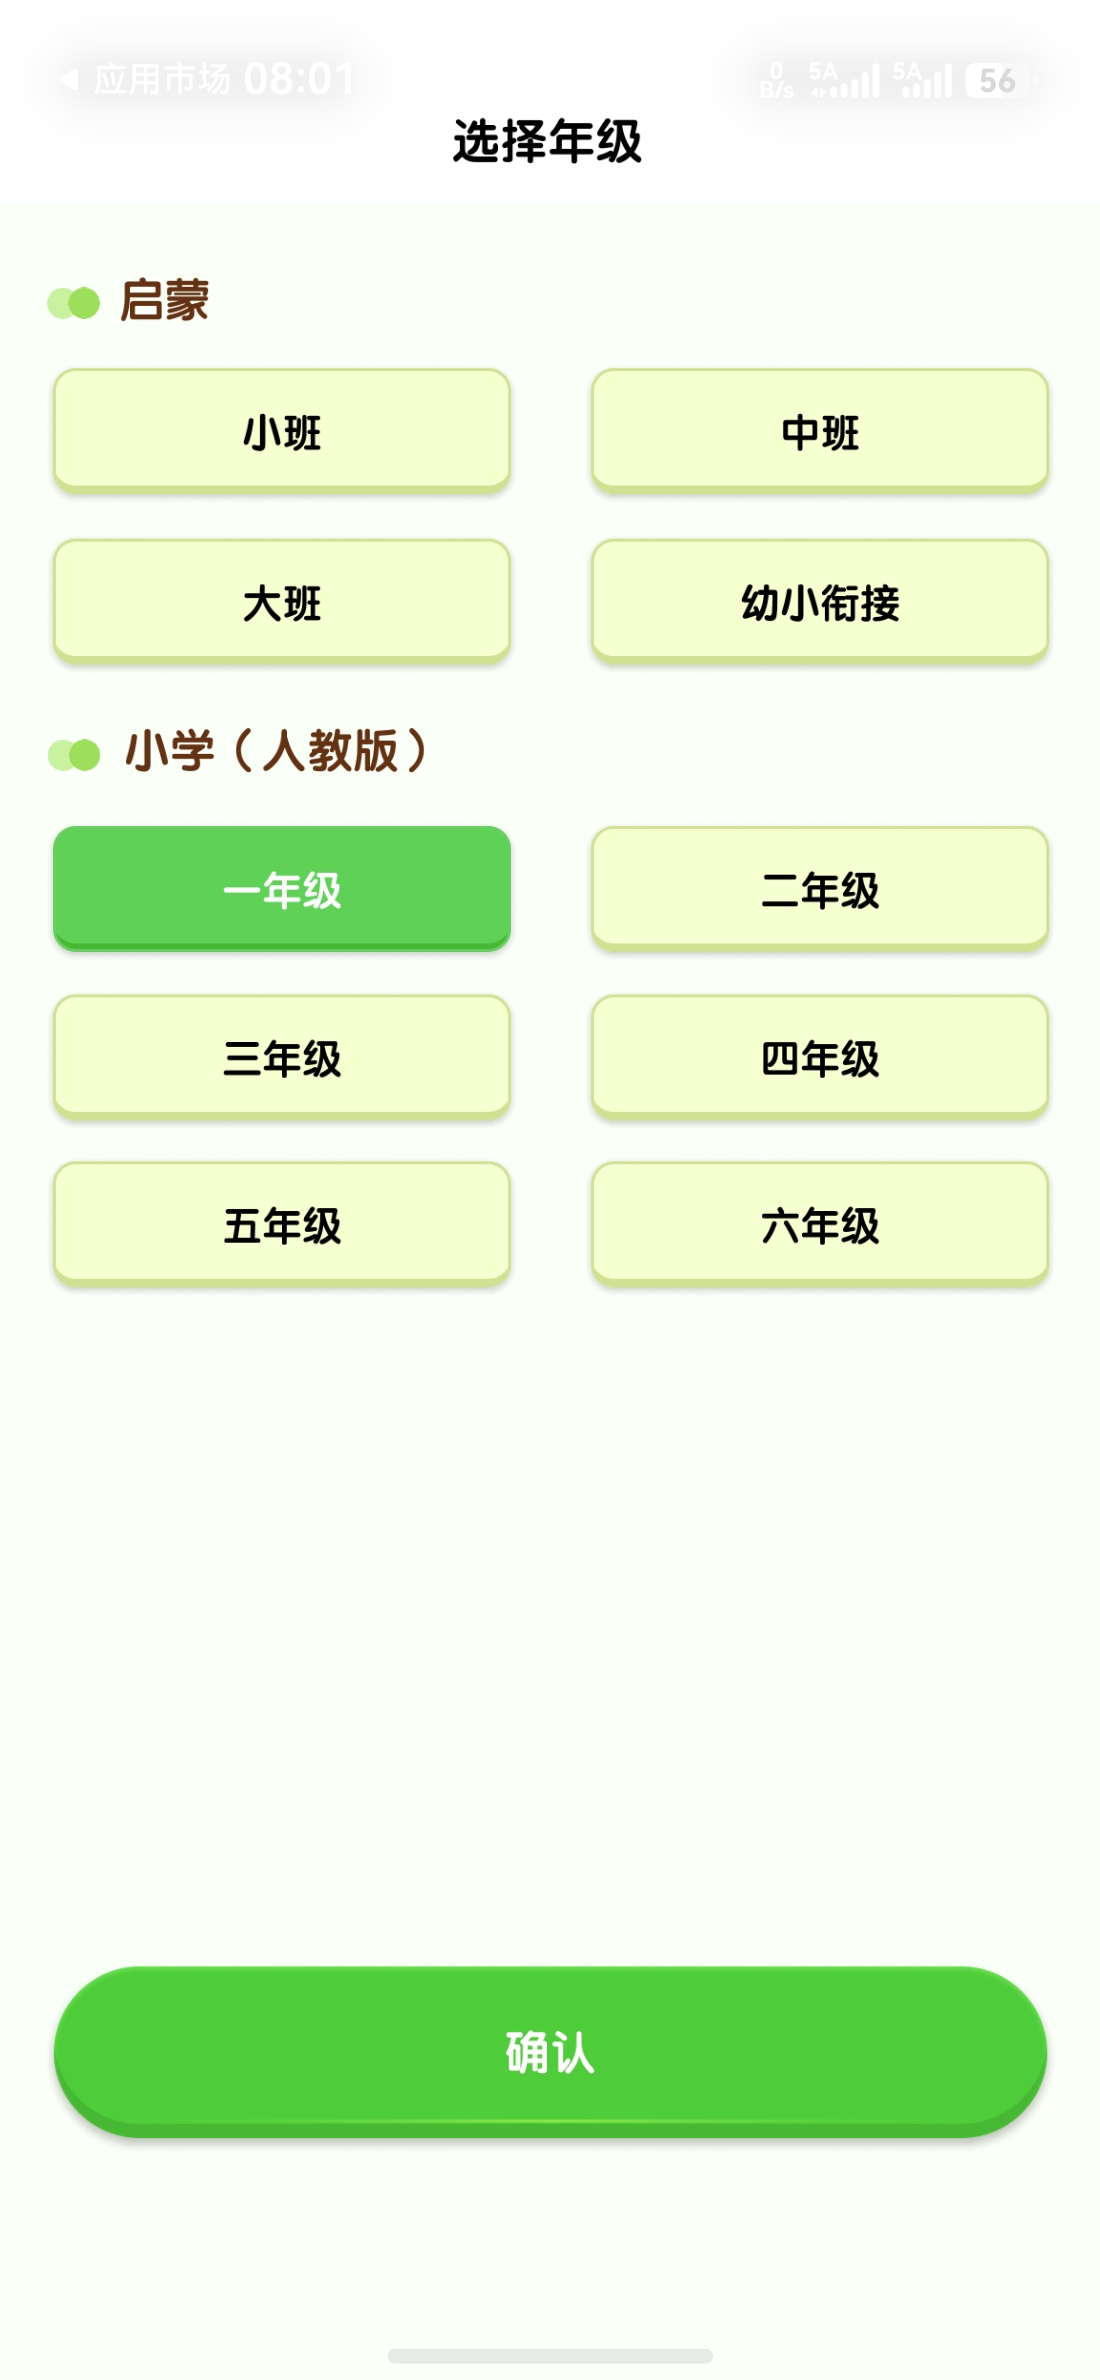 应用市场 08:01 0 B/s 5A 5A 56
选择年级
启蒙
小班 中班
大班 幼小衔接
小学（人教版）
一年级 二年级
三年级 四年级
五年级 六年级
确认